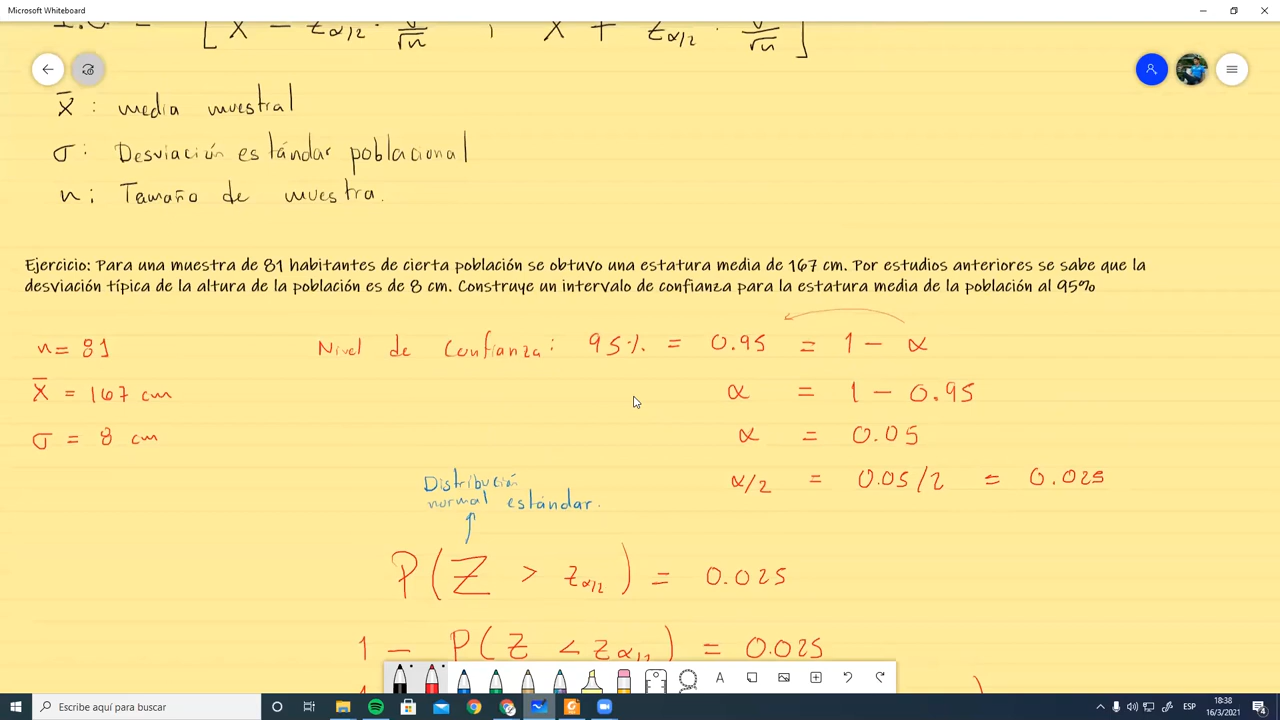 Microsoft Whiteboard
I.C = [ x̄ - zα/2 · σ/√n ; x̄ + zα/2 · σ/√n ]
x̄ : media muestral
σ: Desviación estándar poblacional
n: Tamaño de muestra.
Ejercicio: Para una muestra de 81 habitantes de cierta población se obtuvo una estatura media de 167 cm. Por estudios anteriores se sabe que la
desviación típica de la altura de la población es de 8 cm. Construye un intervalo de confianza para la estatura media de la población al 95%
n = 81
x̄ = 167 cm
σ = 8 cm
Nivel de Confianza: 95% = 0.95 = 1 - α
α = 1 - 0.95
α = 0.05
α/2 = 0.05/2 = 0.025
Distribución
normal estándar.
P(Z > zα/2) = 0.025
1 - P(Z < zα/2) = 0.025
Escribe aquí para buscar
ESP
18:38
16/3/2021